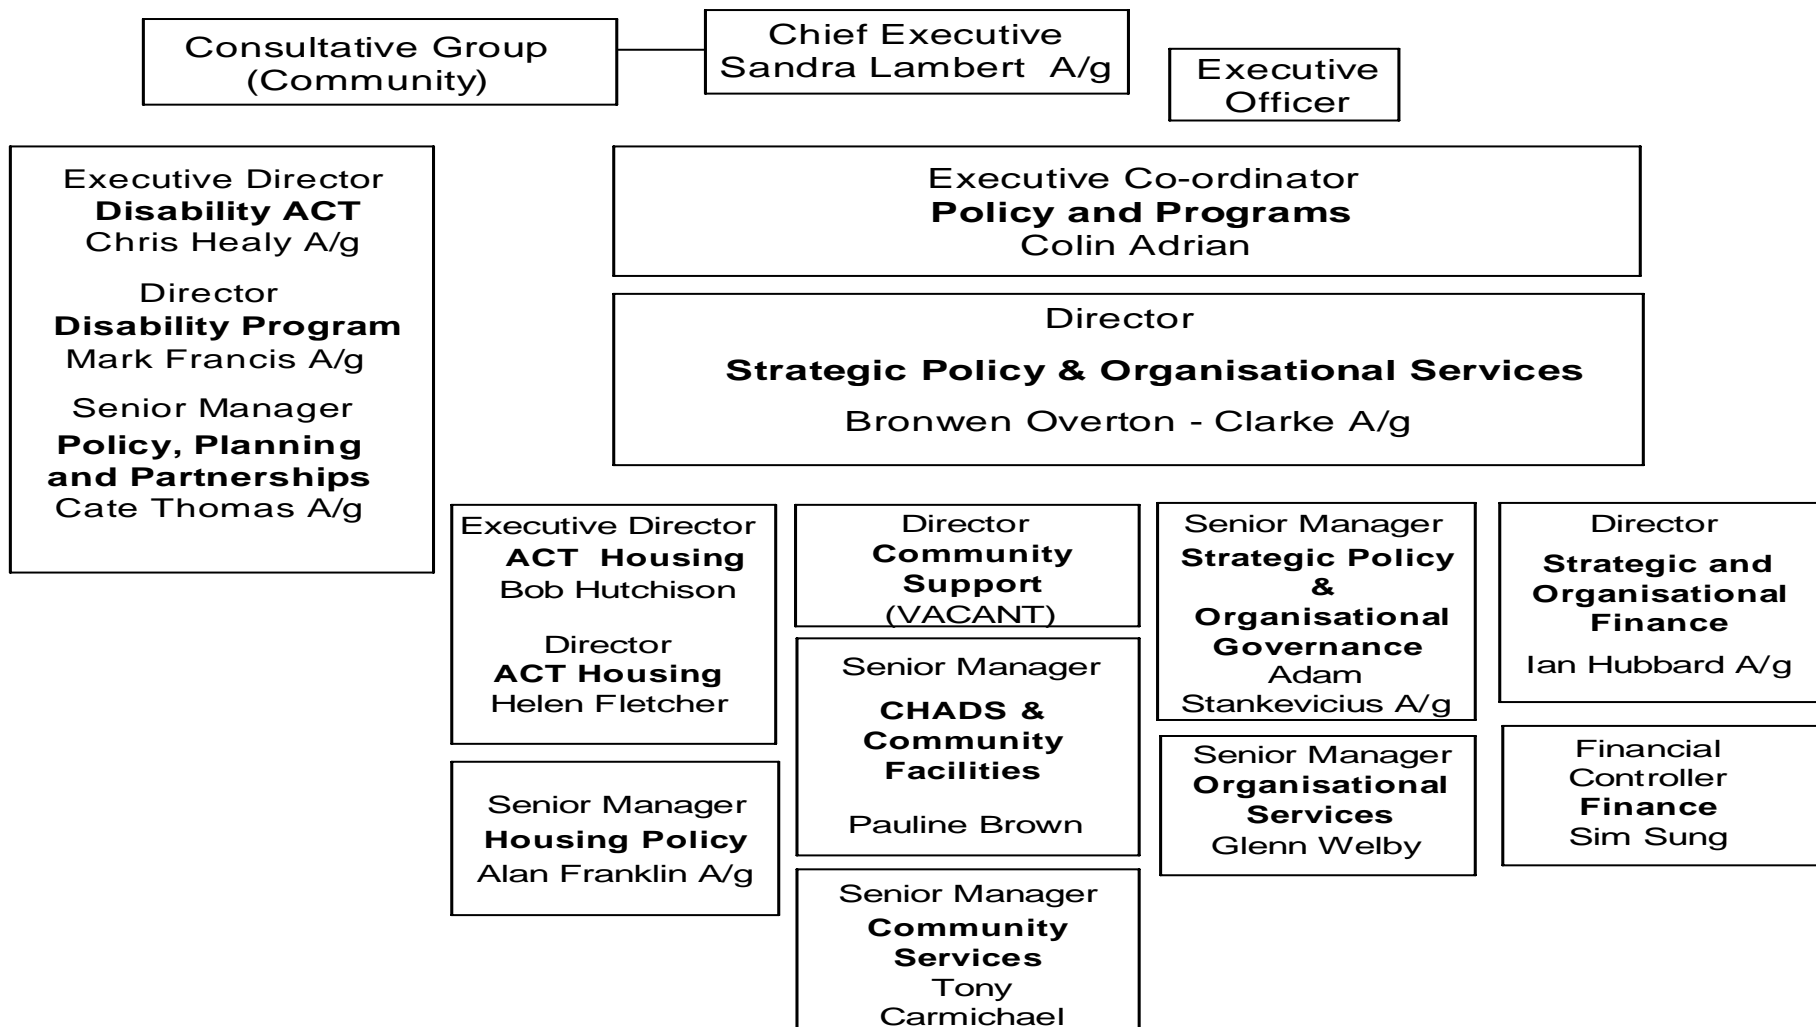 Consultative Group
(Community)
Chief Executive
Sandra Lambert A/g
Executive
Officer
Executive Director
Disability ACT
Chris Healy A/g
Director
Disability Program
Mark Francis A/g
Senior Manager
Policy, Planning
and Partnerships
Cate Thomas A/g
Executive Co-ordinator
Policy and Programs
Colin Adrian
Director
Strategic Policy & Organisational Services
Bronwen Overton - Clarke A/g
Executive Director
ACT Housing
Bob Hutchison
Director
ACT Housing
Helen Fletcher
Senior Manager
Housing Policy
Alan Franklin A/g
Director
Community
Support
(VACANT)
Senior Manager
CHADS &
Community
Facilities
Pauline Brown
Senior Manager
Community
Services
Tony
Carmichael
Senior Manager
Strategic Policy
&
Organisational
Governance
Adam
Stankevicius A/g
Senior Manager
Organisational
Services
Glenn Welby
Director
Strategic and
Organisational
Finance
Ian Hubbard A/g
Financial
Controller
Finance
Sim Sung